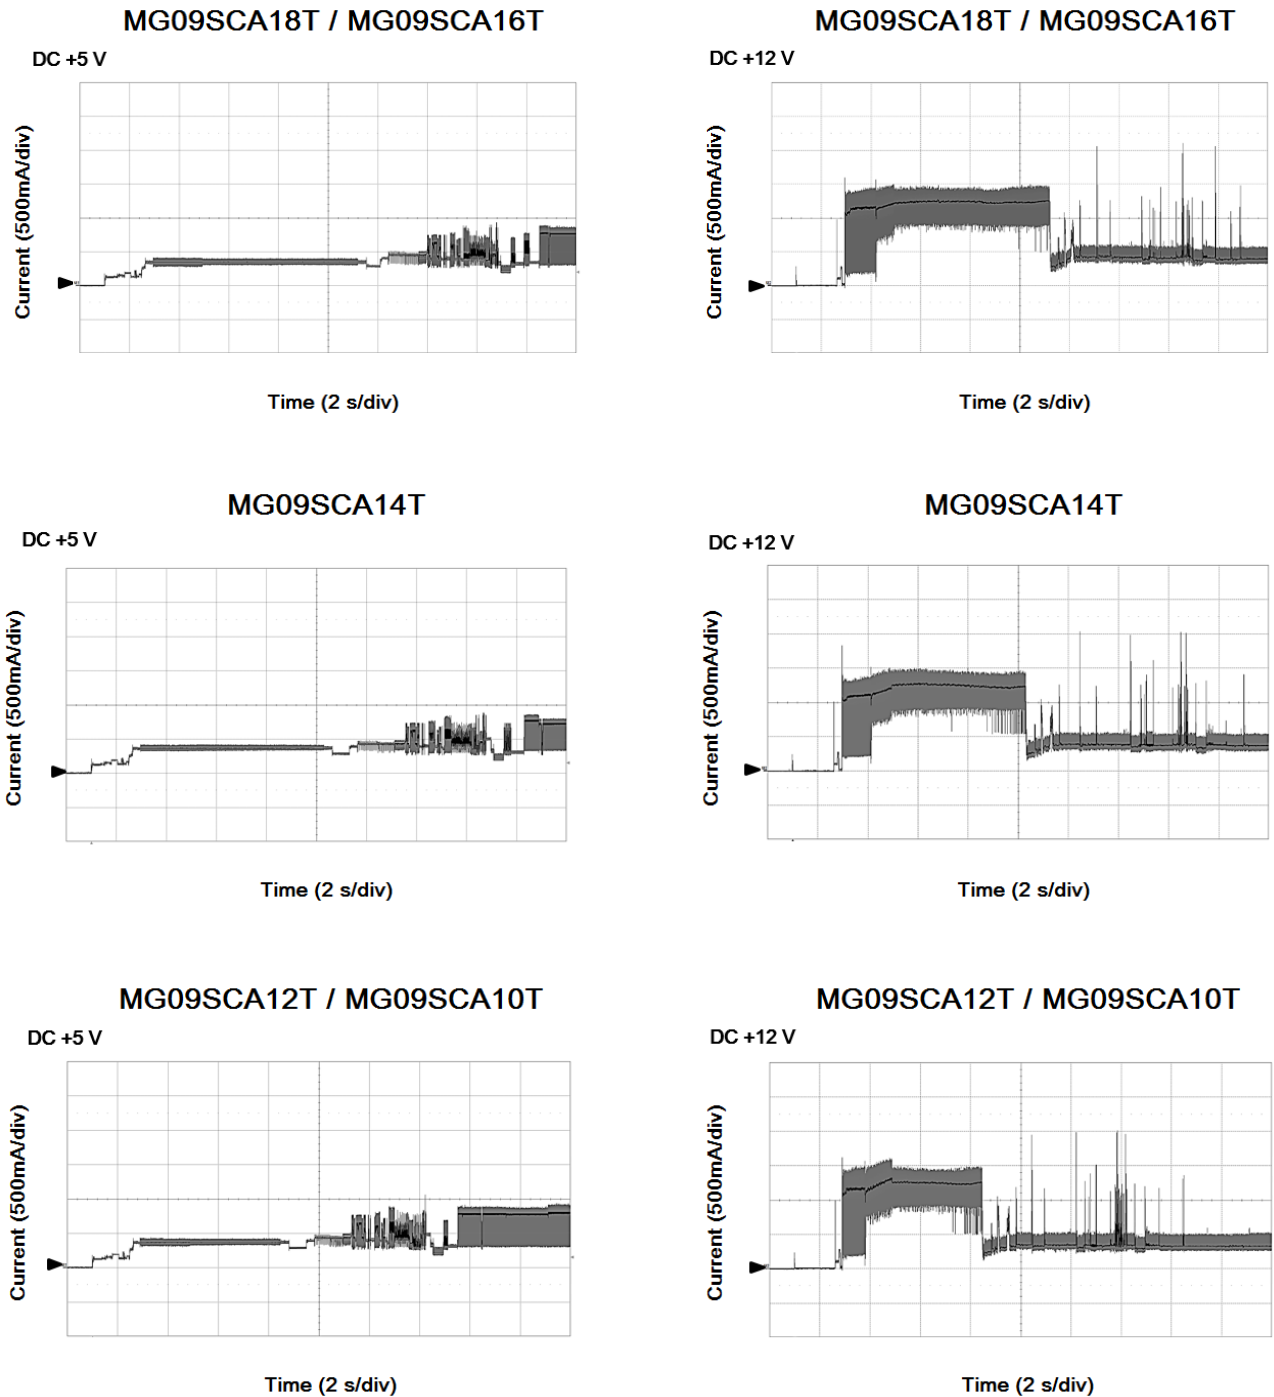 MG09SCA18T / MG09SCA16T
DC +5 V
Current (500mA/div)
Time (2 s/div)
MG09SCA18T / MG09SCA16T
DC +12 V
Current (500mA/div)
Time (2 s/div)
MG09SCA14T
DC +5 V
Current (500mA/div)
Time (2 s/div)
MG09SCA14T
DC +12 V
Current (500mA/div)
Time (2 s/div)
MG09SCA12T / MG09SCA10T
DC +5 V
Current (500mA/div)
Time (2 s/div)
MG09SCA12T / MG09SCA10T
DC +12 V
Current (500mA/div)
Time (2 s/div)